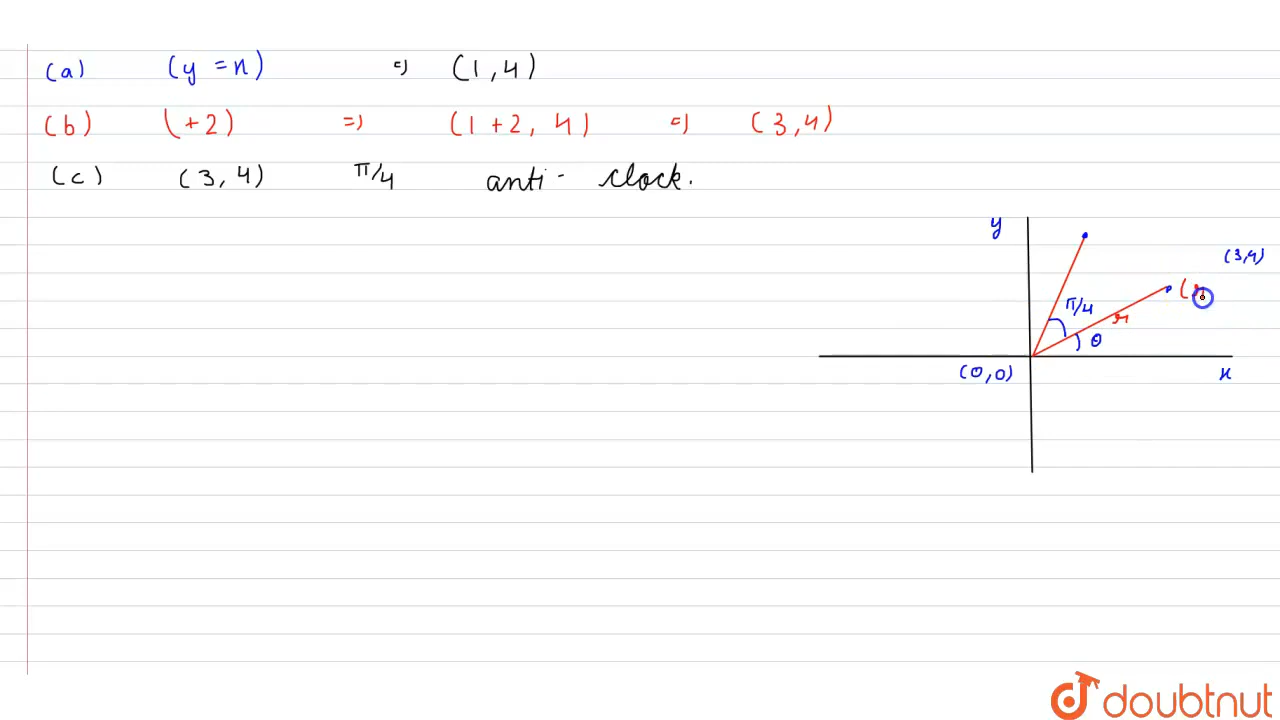 (a) (y = x) => (1, 4)
(b) (+2) => (1 + 2, 4) => (3, 4)
(c) (3, 4) π/4 anti- clock.
y
(3,4)
π/4
r
(r
θ
(0,0)
x
doubtnut